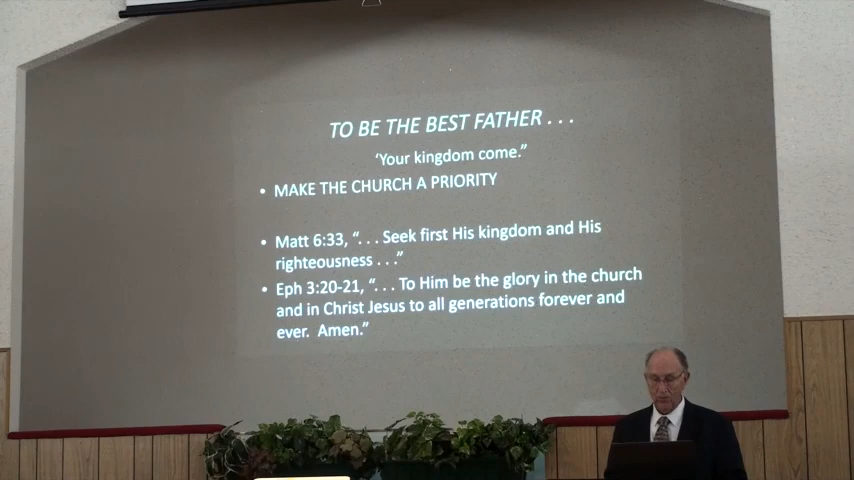 TO BE THE BEST FATHER . . .
‘Your kingdom come.”
• MAKE THE CHURCH A PRIORITY
• Matt 6:33, “. . . Seek first His kingdom and His
righteousness . . .”
• Eph 3:20-21, “. . . To Him be the glory in the church
and in Christ Jesus to all generations forever and
ever. Amen.”